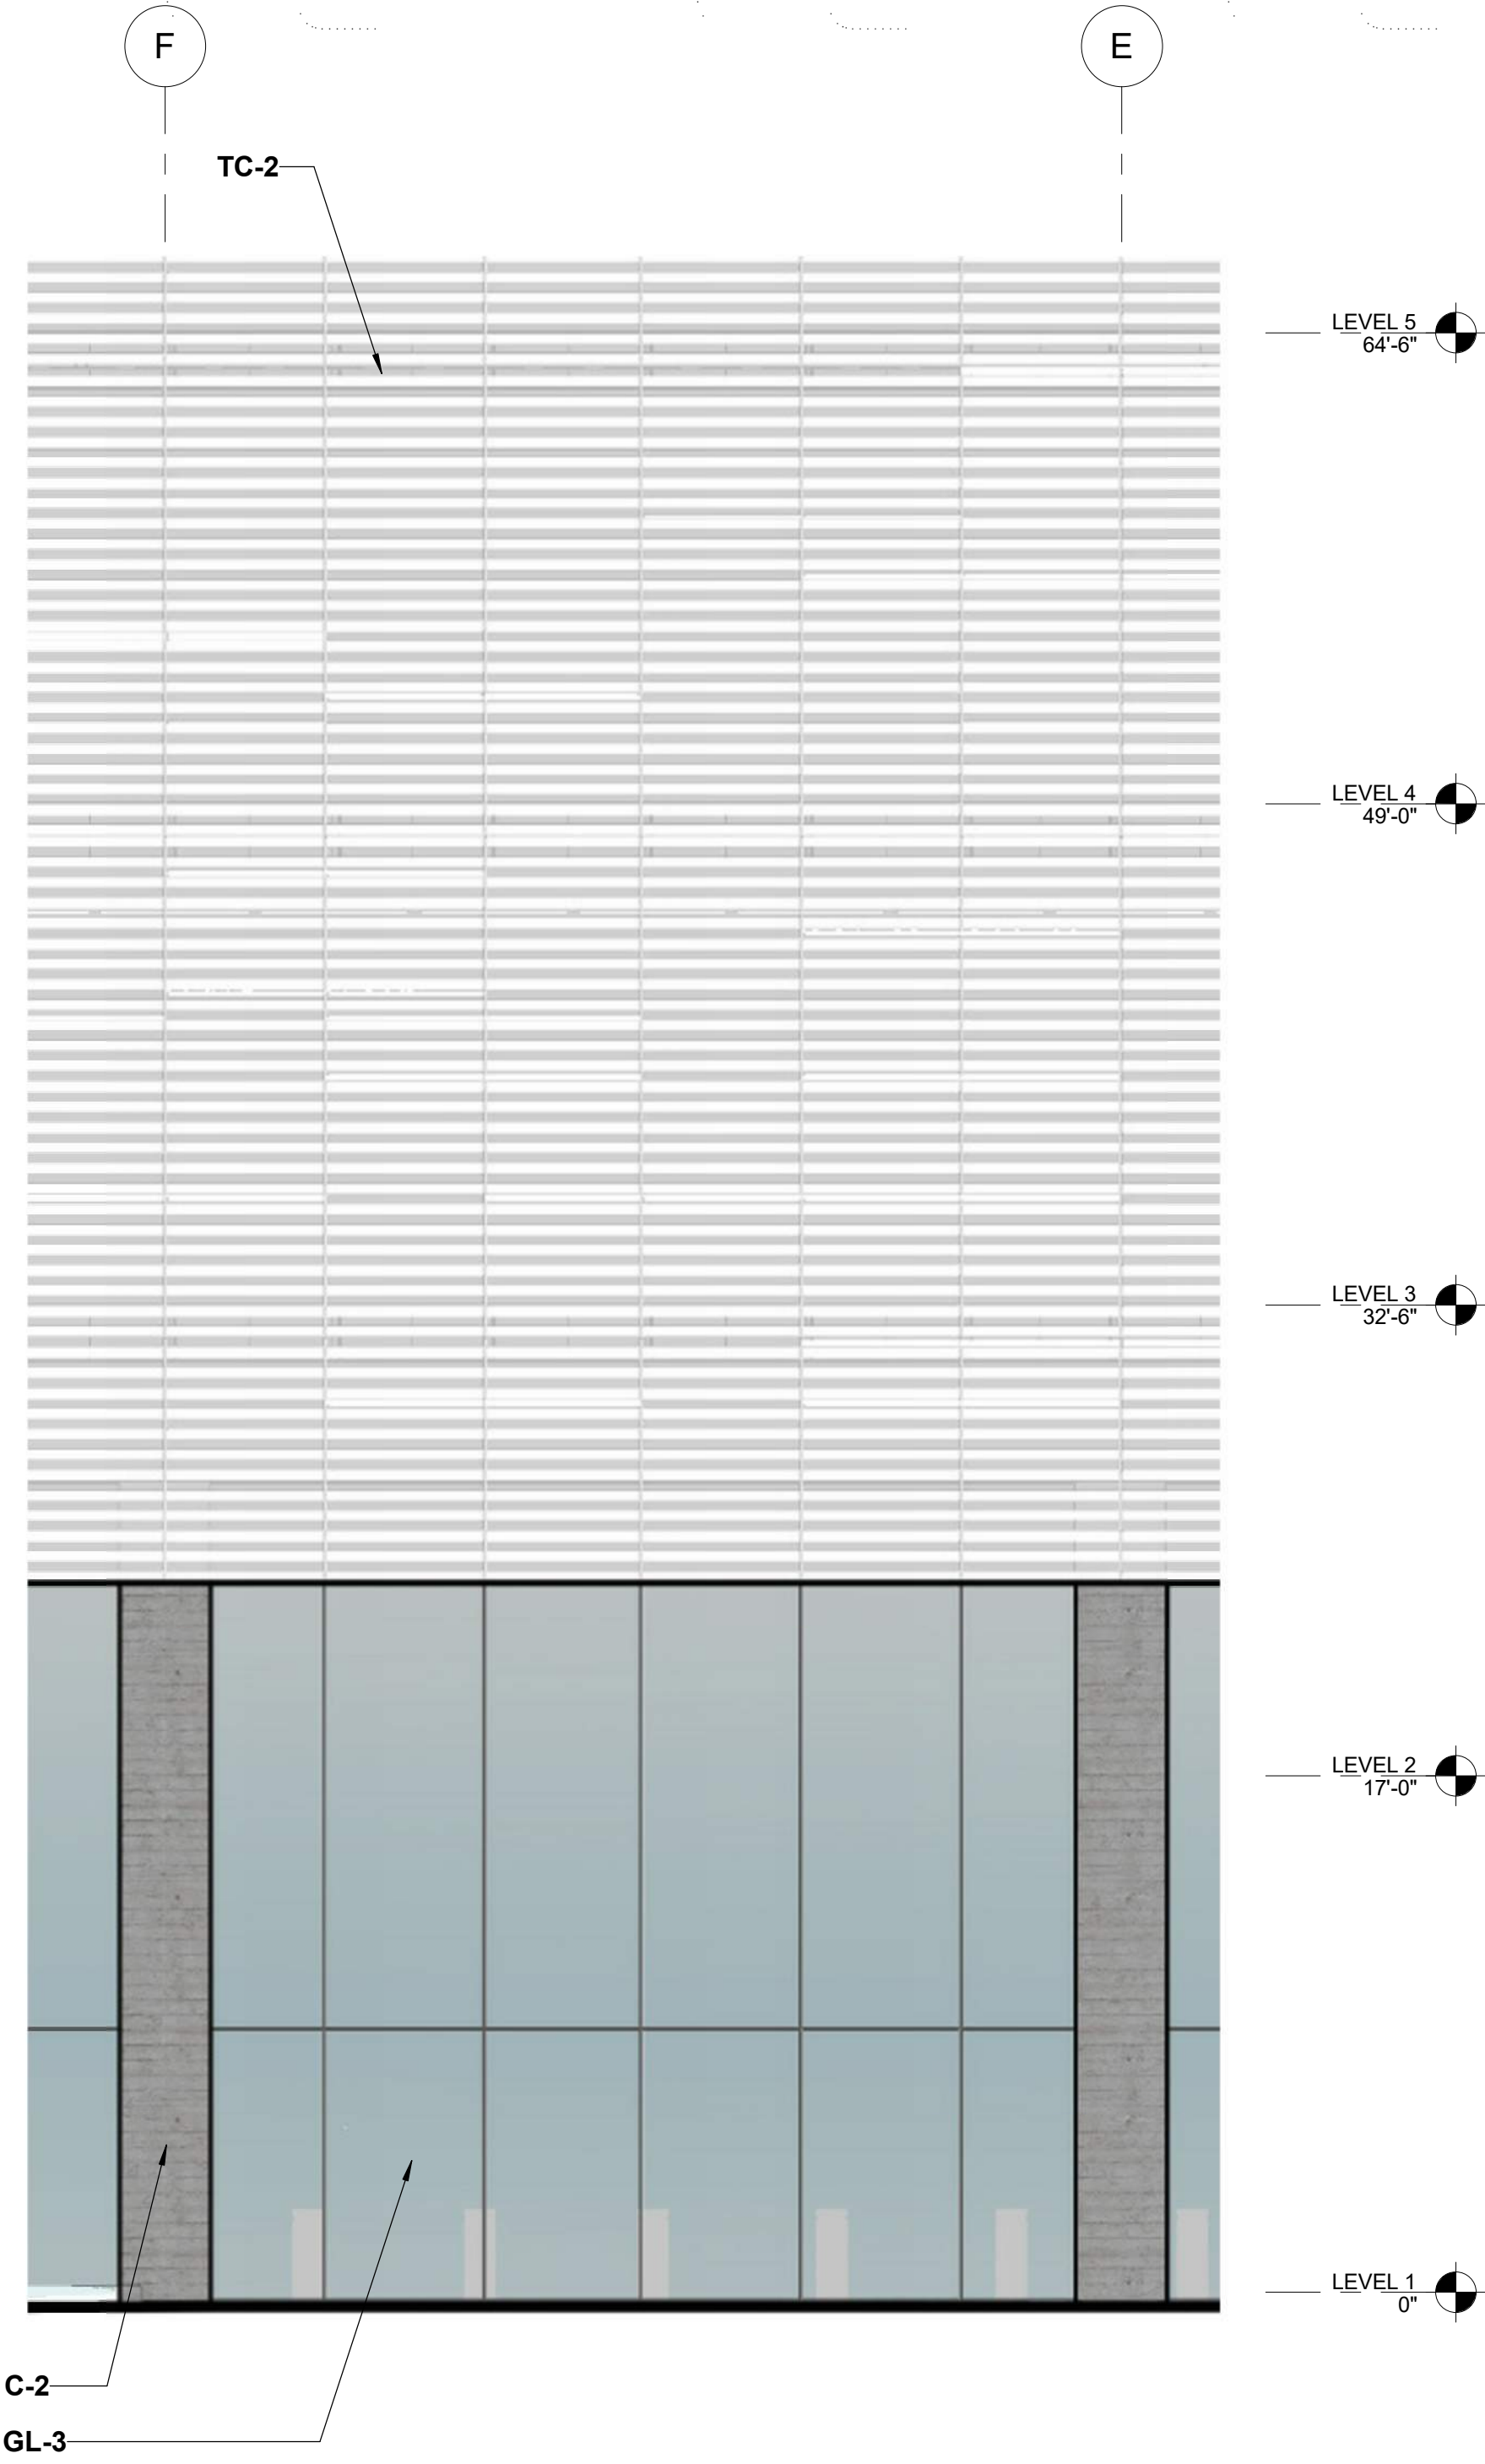 F
E
TC-2
LEVEL 5
64'-6"
LEVEL 4
49'-0"
LEVEL 3
32'-6"
LEVEL 2
17'-0"
LEVEL 1
0"
C-2
GL-3